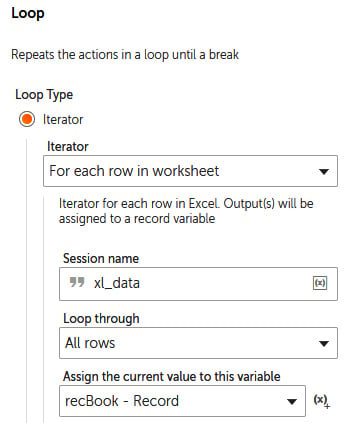 Loop
Repeats the actions in a loop until a break
Loop Type
Iterator
Iterator
For each row in worksheet
Iterator for each row in Excel. Output(s) will be
assigned to a record variable
Session name
xl_data
(x)
Loop through
All rows
Assign the current value to this variable
recBook - Record
(x)+